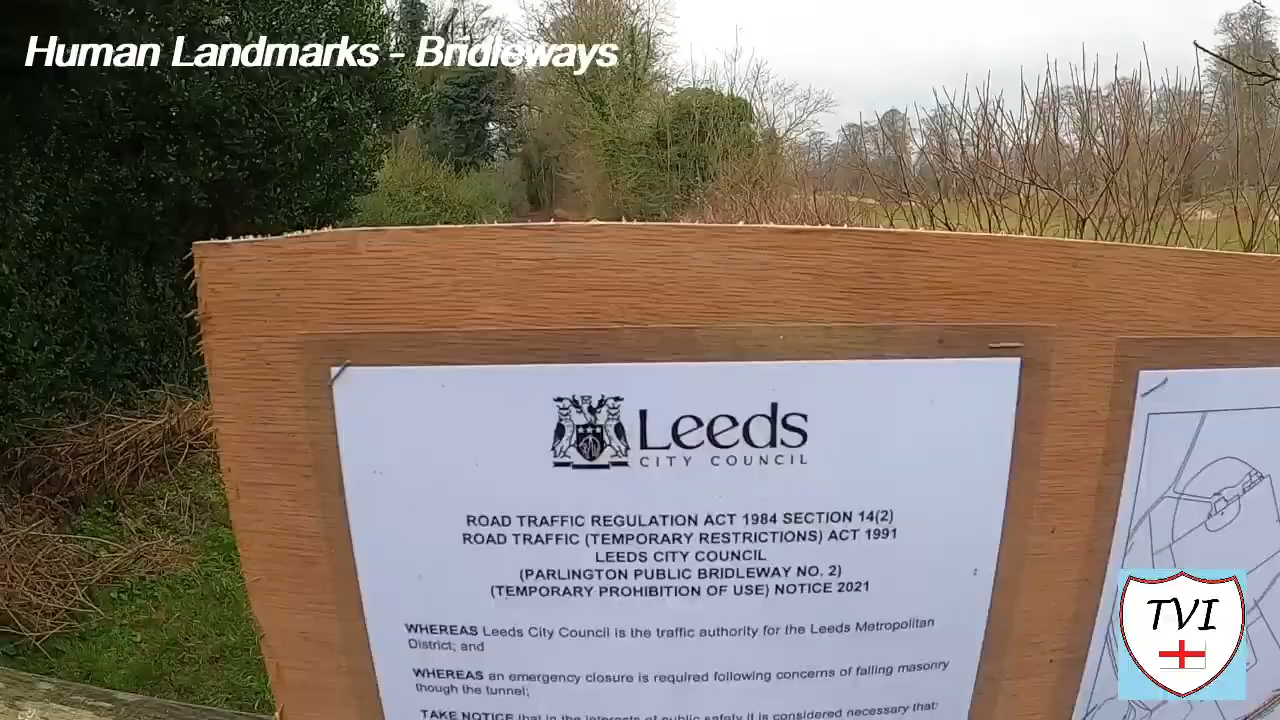 Human Landmarks - Bridleways
Leeds
CITY COUNCIL
ROAD TRAFFIC REGULATION ACT 1984 SECTION 14(2)
ROAD TRAFFIC (TEMPORARY RESTRICTIONS) ACT 1991
LEEDS CITY COUNCIL
(PARLINGTON PUBLIC BRIDLEWAY NO. 2)
(TEMPORARY PROHIBITION OF USE) NOTICE 2021
WHEREAS Leeds City Council is the traffic authority for the Leeds Metropolitan
District; and
WHEREAS an emergency closure is required following concerns of falling masonry
though the tunnel;
TAKE NOTICE that in the interests of public safety it is considered necessary that:
TVI